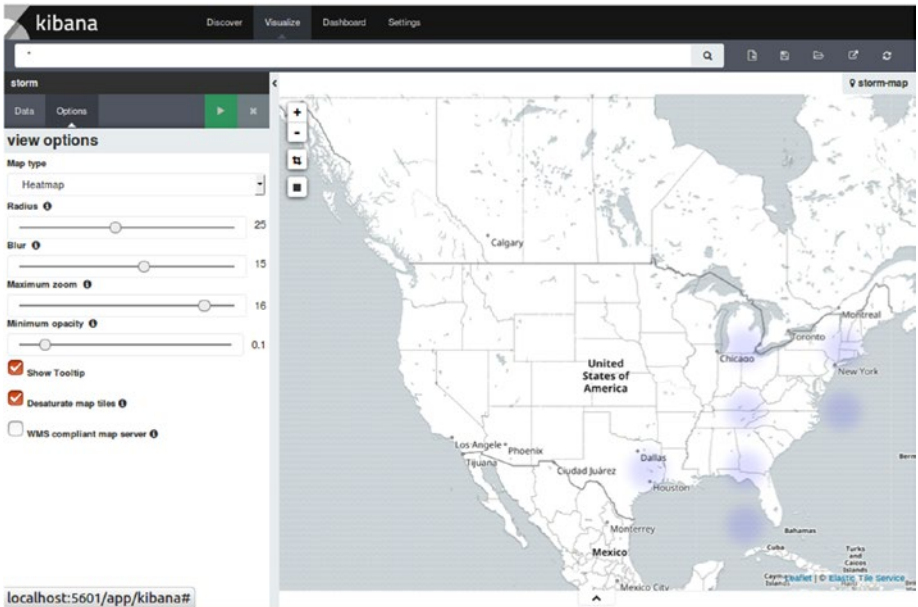 kibana
Discover
Visualize
Dashboard
Settings
*
storm
storm-map
Data
Options
view options
Map type
Heatmap
Radius
25
Blur
15
Maximum zoom
16
Minimum opacity
0.1
Show Tooltip
Desaturate map tiles
WMS compliant map server
+
-
Calgary
Montreal
Toronto
Chicago
New York
United
States of
America
Los Angele
Phoenix
Tijuana
Ciudad Juárez
Dallas
Houston
Monterrey
Bahamas
Mexico
Cuba
Turks
and
Caicos
Islands
Mexico City
Leaflet | © Elastic Tile Service
localhost:5601/app/kibana#